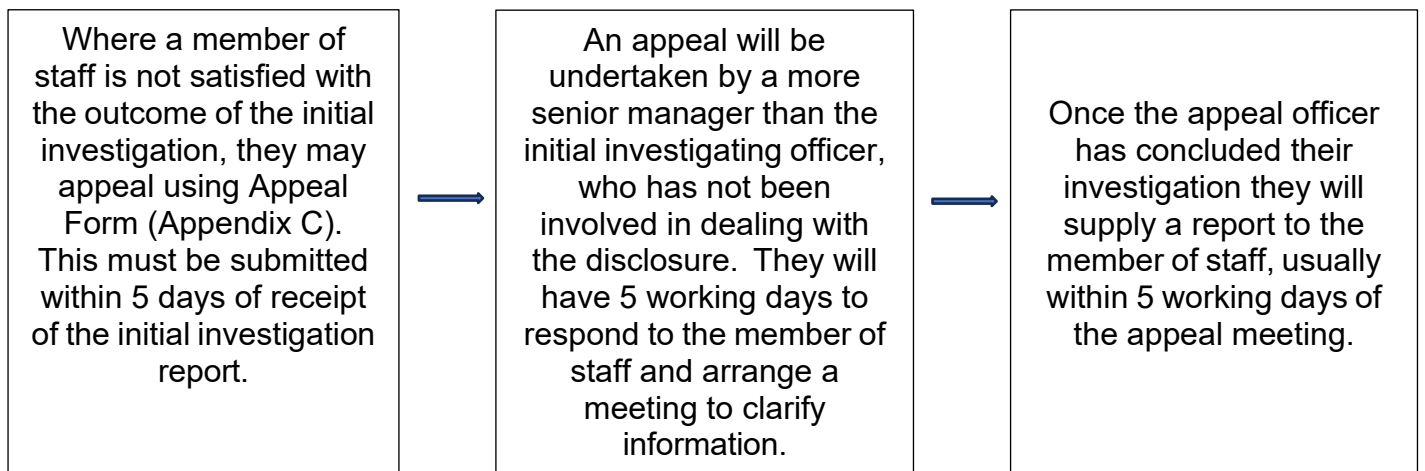 Where a member of
staff is not satisfied with
the outcome of the initial
investigation, they may
appeal using Appeal
Form (Appendix C).
This must be submitted
within 5 days of receipt
of the initial investigation
report.
An appeal will be
undertaken by a more
senior manager than the
initial investigating officer,
who has not been
involved in dealing with
the disclosure.  They will
have 5 working days to
respond to the member of
staff and arrange a
meeting to clarify
information.
Once the appeal officer
has concluded their
investigation they will
supply a report to the
member of staff, usually
within 5 working days of
the appeal meeting.